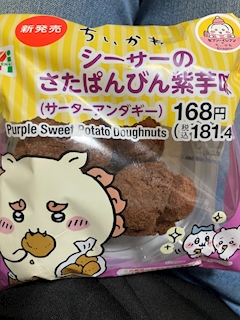 新発売
ちいかわ
シーサーの
さたぱんびん紫芋味
(サーターアンダギー)
168円
Purple Sweet Potato Doughnuts
(税込181.4